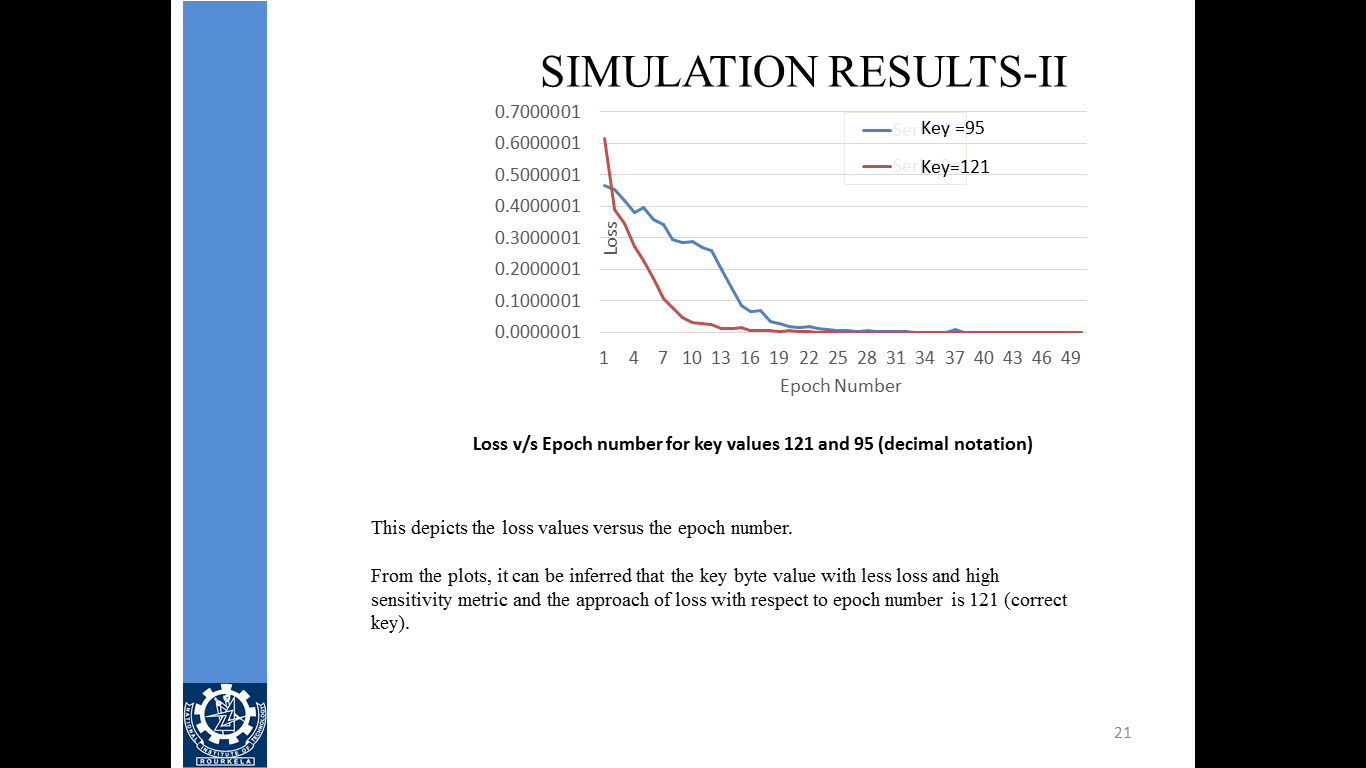 SIMULATION RESULTS-II
0.7000001
0.6000001
0.5000001
0.4000001
0.3000001
0.2000001
0.1000001
0.0000001
Loss
Key =95
Key=121
1 4 7 10 13 16 19 22 25 28 31 34 37 40 43 46 49
Epoch Number
Loss v/s Epoch number for key values 121 and 95 (decimal notation)
This depicts the loss values versus the epoch number.
From the plots, it can be inferred that the key byte value with less loss and high
sensitivity metric and the approach of loss with respect to epoch number is 121 (correct
key).
NATIONAL INSTITUTE OF TECHNOLOGY
ROURKELA
21